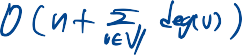 O(n + Σ_{v∈V} deg(v))